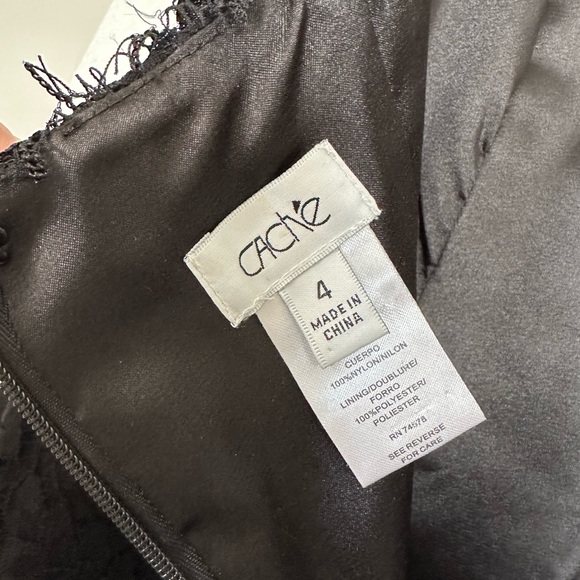 CACHE
4
MADE IN
CHINA
CUERPO
100%NYLON/NILON
LINING/DOUBLURE/
FORRO
100%POLYESTER/
POLIESTER
RN 74578
SEE REVERSE
FOR CARE